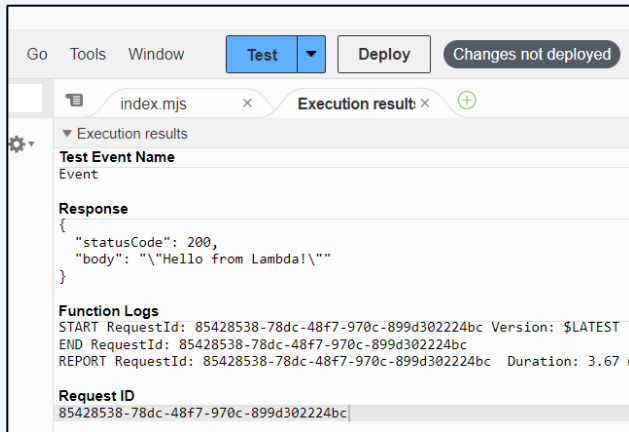 Go Tools Window Test Deploy Changes not deployed
index.mjs × Execution result ×
Execution results
Test Event Name
Event
Response
{
  "statusCode": 200,
  "body": "\"Hello from Lambda!\""
}
Function Logs
START RequestId: 85428538-78dc-48f7-970c-899d302224bc Version: $LATEST
END RequestId: 85428538-78dc-48f7-970c-899d302224bc
REPORT RequestId: 85428538-78dc-48f7-970c-899d302224bc  Duration: 3.67
Request ID
85428538-78dc-48f7-970c-899d302224bc